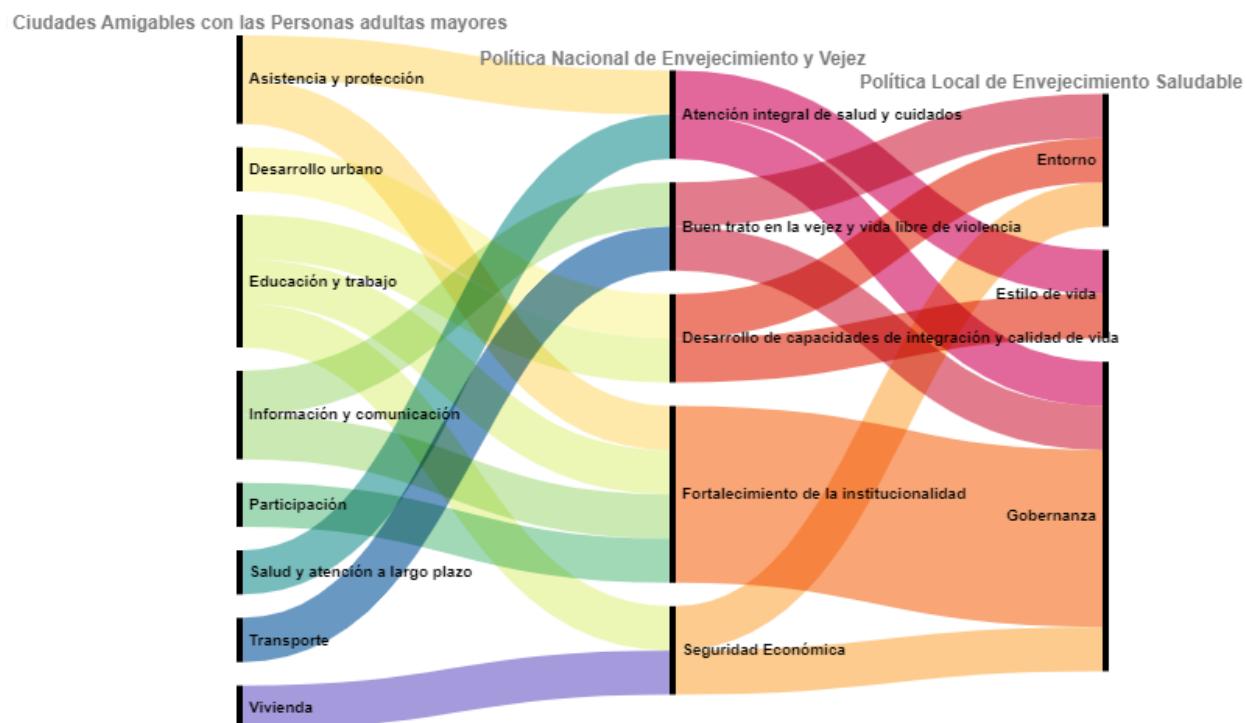 Ciudades Amigables con las Personas adultas mayores
Asistencia y protección
Desarrollo urbano
Educación y trabajo
Información y comunicación
Participación
Salud y atención a largo plazo
Transporte
Vivienda
Política Nacional de Envejecimiento y Vejez
Atención integral de salud y cuidados
Buen trato en la vejez y vida libre de violencia
Desarrollo de capacidades de integración y calidad de vida
Fortalecimiento de la institucionalidad
Seguridad Económica
Política Local de Envejecimiento Saludable
Entorno
Estilo de vida
Gobernanza